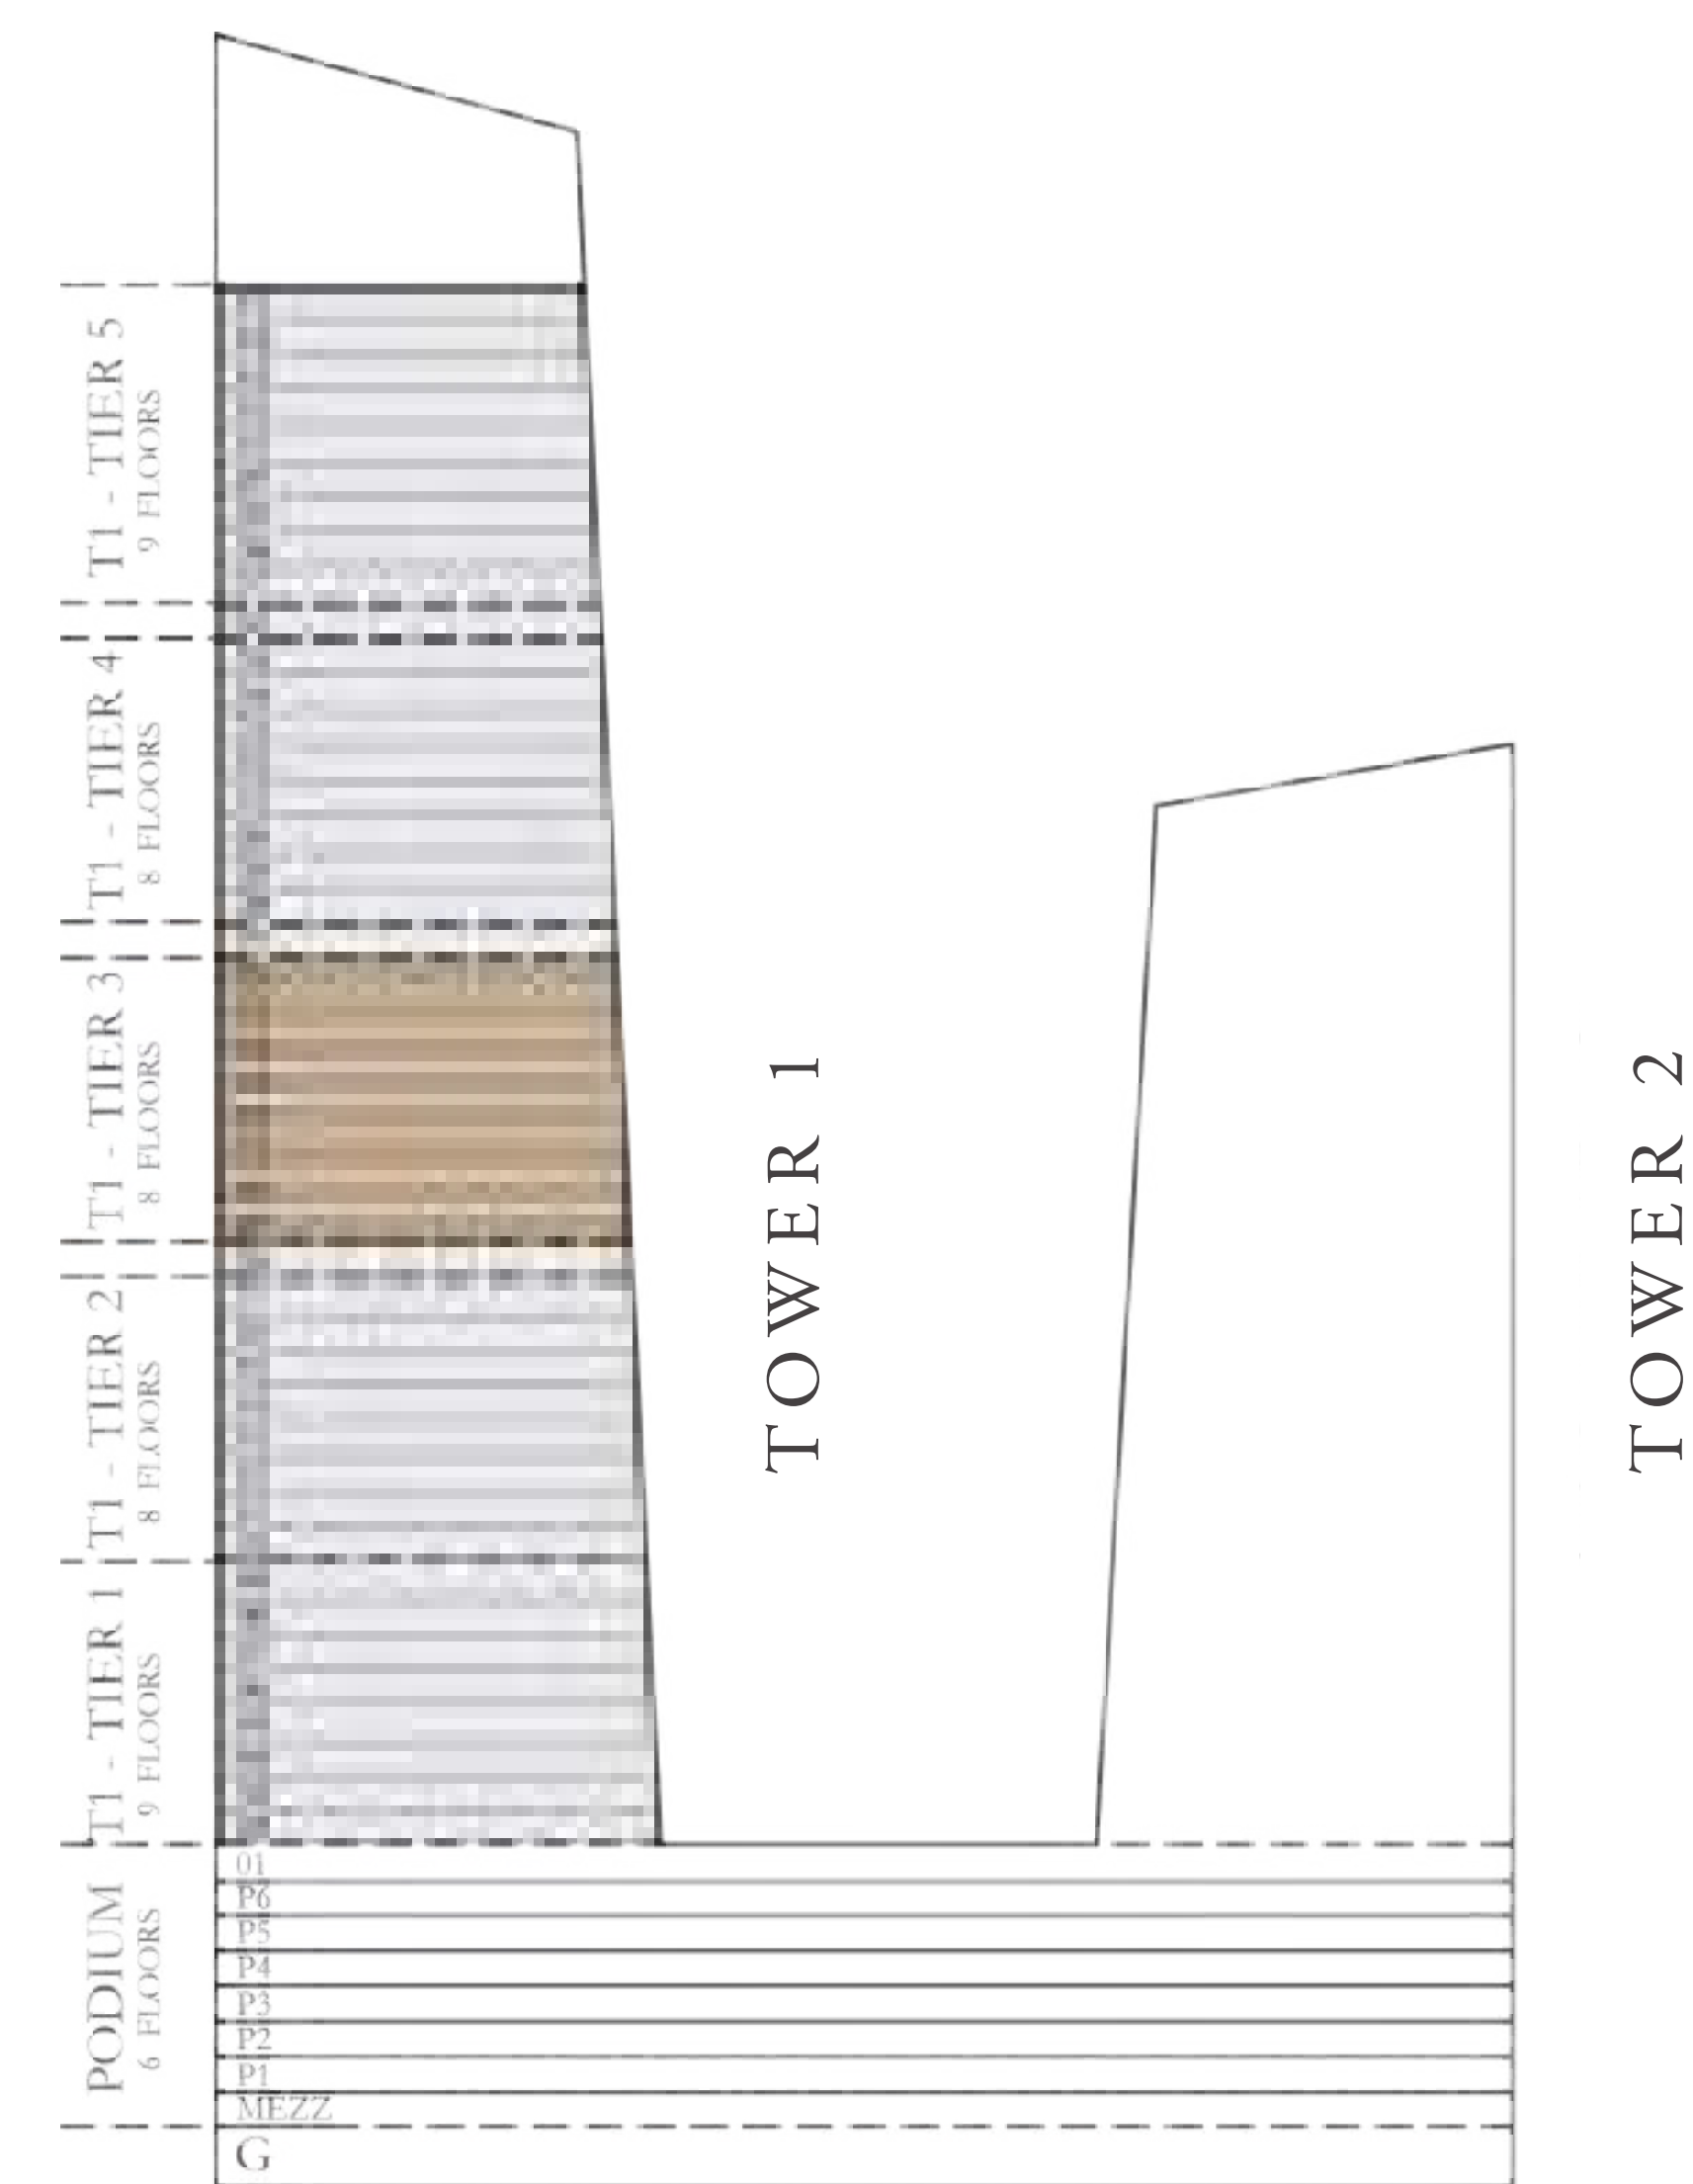 T1 - TIER 5
9 FLOORS
T1 - TIER 4
8 FLOORS
T1 - TIER 3
8 FLOORS
T1 - TIER 2
8 FLOORS
T1 - TIER 1
9 FLOORS
PODIUM
6 FLOORS
TOWER 1
TOWER 2
01
P6
P5
P4
P3
P2
P1
MEZZ
G